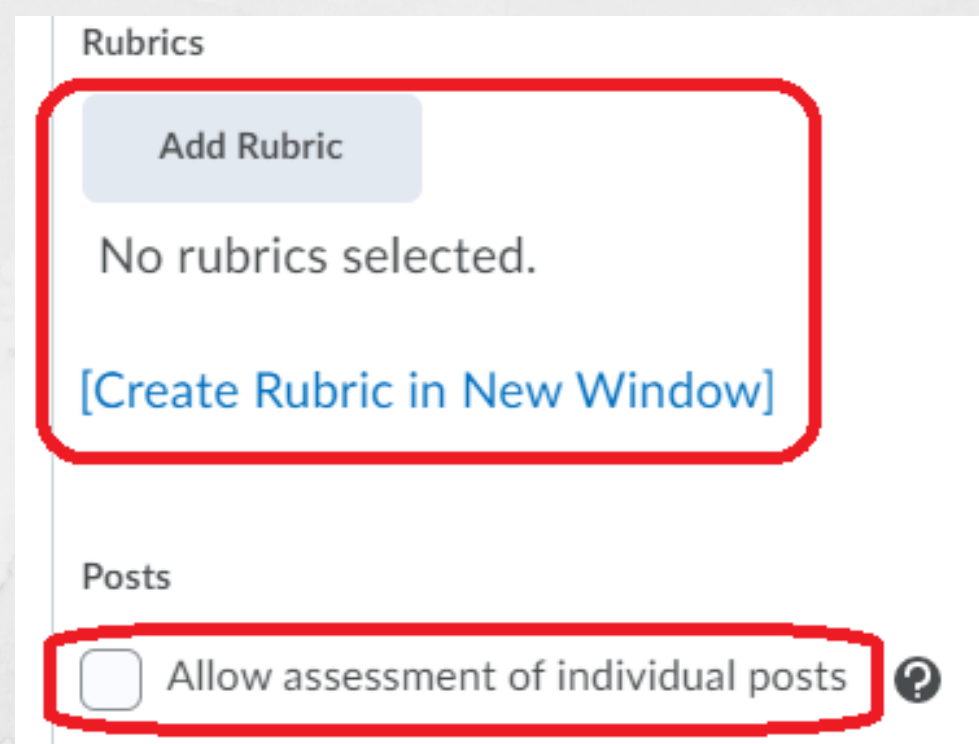 Rubrics
Add Rubric
No rubrics selected.
[Create Rubric in New Window]
Posts
Allow assessment of individual posts ?